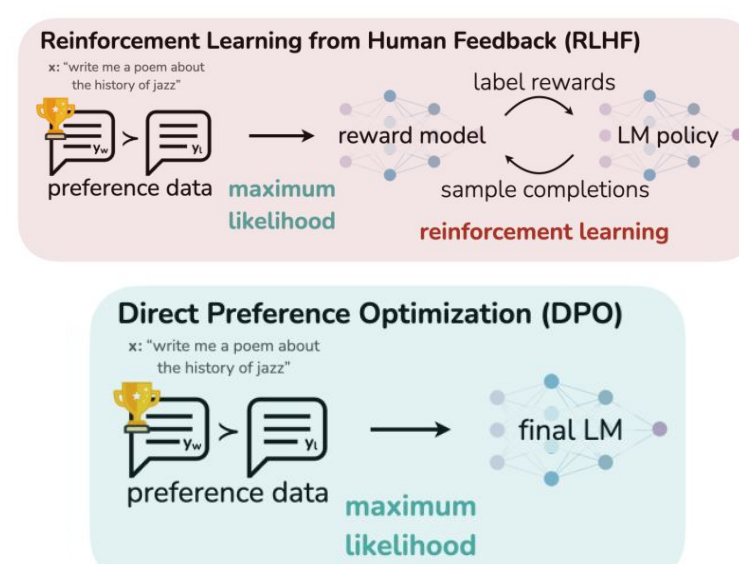 Reinforcement Learning from Human Feedback (RLHF)
x: “write me a poem about
the history of jazz”
label rewards
yw > yl
reward model
LM policy
preference data
maximum
likelihood
sample completions
reinforcement learning
Direct Preference Optimization (DPO)
x: “write me a poem about
the history of jazz”
yw > yl
final LM
preference data
maximum
likelihood